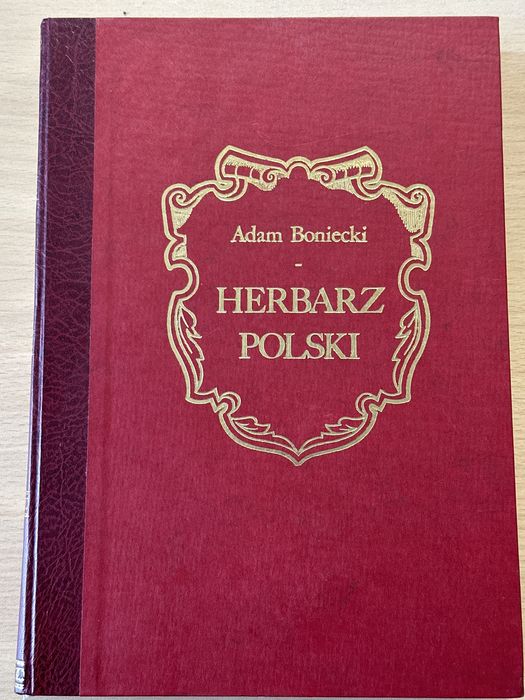 Adam Boniecki
-
HERBARZ
POLSKI